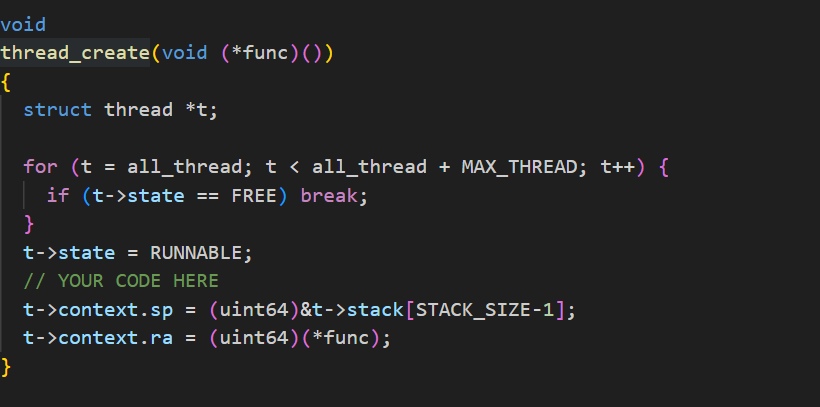 void
thread_create(void (*func)())
{
  struct thread *t;

  for (t = all_thread; t < all_thread + MAX_THREAD; t++) {
    if (t->state == FREE) break;
  }
  t->state = RUNNABLE;
  // YOUR CODE HERE
  t->context.sp = (uint64)&t->stack[STACK_SIZE-1];
  t->context.ra = (uint64)(*func);
}